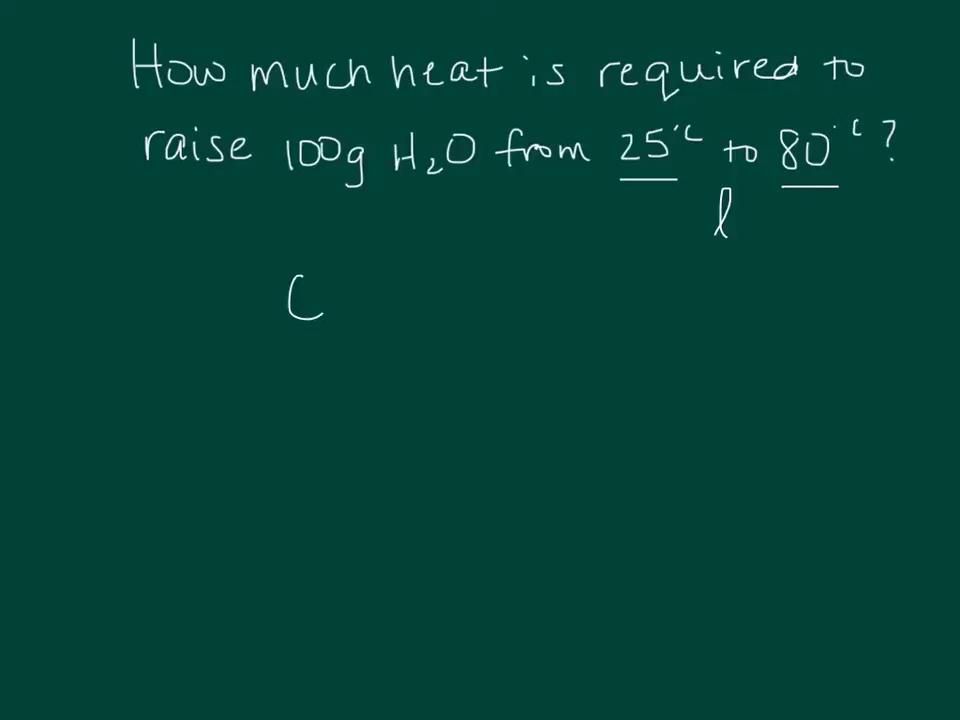 How much heat is required to
raise 100g H₂O from 25°C to 80°C?
l
C